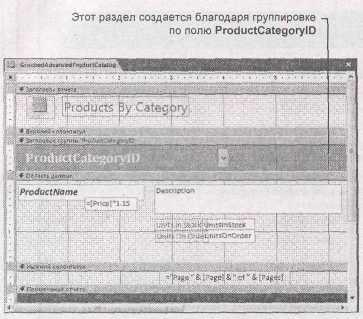 Этот раздел создается благодаря группировке
по полю ProductCategoryID
GroupedAdvancedProductCatalog
Заголовок отчета
Products By Category
Верхний колонтитул
Заголовок группы 'ProductCategoryID'
ProductCategoryID
Область данных
ProductName
Description
=[Price]*1.15
Units In Stock UnitsInStock
Units On Order UnitsOnOrder
Нижний колонтитул
="Page " & [Page] & " of " & [Pages]
Примечание отчета